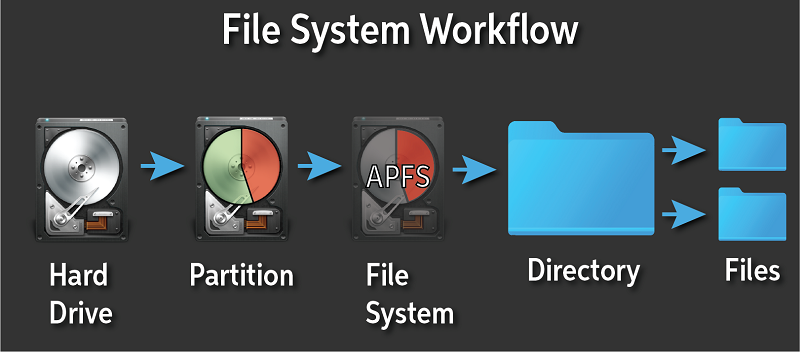 File System Workflow
APFS
Hard
Drive
Partition
File
System
Directory
Files